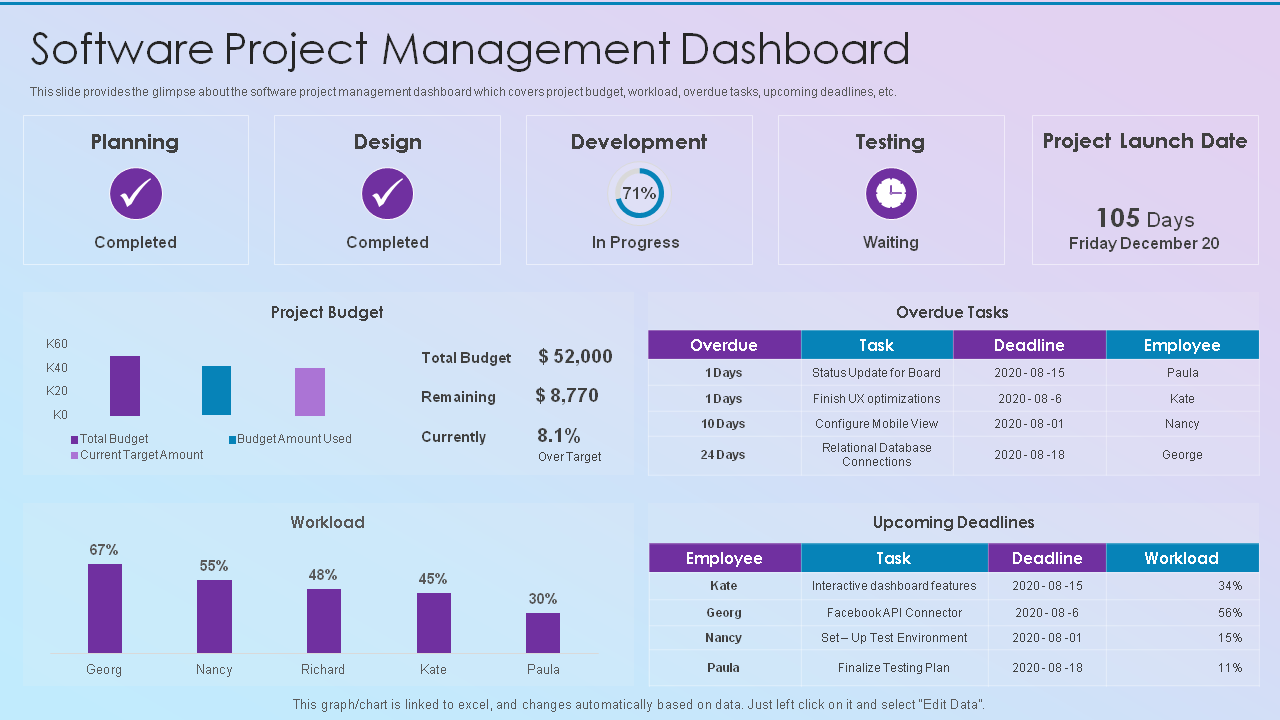 Software Project Management Dashboard
This slide provides the glimpse about the software project management dashboard which covers project budget, workload, overdue tasks, upcoming deadlines, etc.
Planning
Completed
Design
Completed
Development
71%
In Progress
Testing
Waiting
Project Launch Date
105 Days
Friday December 20
Project Budget
K60
K40
K20
K0
Total Budget
Budget Amount Used
Current Target Amount
Total Budget $ 52,000
Remaining $ 8,770
Currently 8.1%
Over Target
Overdue Tasks
Overdue Task Deadline Employee
1 Days Status Update for Board 2020 - 08 - 15 Paula
1 Days Finish UX optimizations 2020 - 08 - 6 Kate
10 Days Configure Mobile View 2020 - 08 - 01 Nancy
24 Days Relational Database Connections 2020 - 08 - 18 George
Workload
67%
55%
48%
45%
30%
Georg Nancy Richard Kate Paula
Upcoming Deadlines
Employee Task Deadline Workload
Kate Interactive dashboard features 2020 - 08 - 15 34%
Georg Facebook API Connector 2020 - 08 - 6 56%
Nancy Set – Up Test Environment 2020 - 08 - 01 15%
Paula Finalize Testing Plan 2020 - 08 - 18 11%
This graph/chart is linked to excel, and changes automatically based on data. Just left click on it and select "Edit Data".